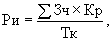 Ри = ∑ Зч × Кр / Тк ,